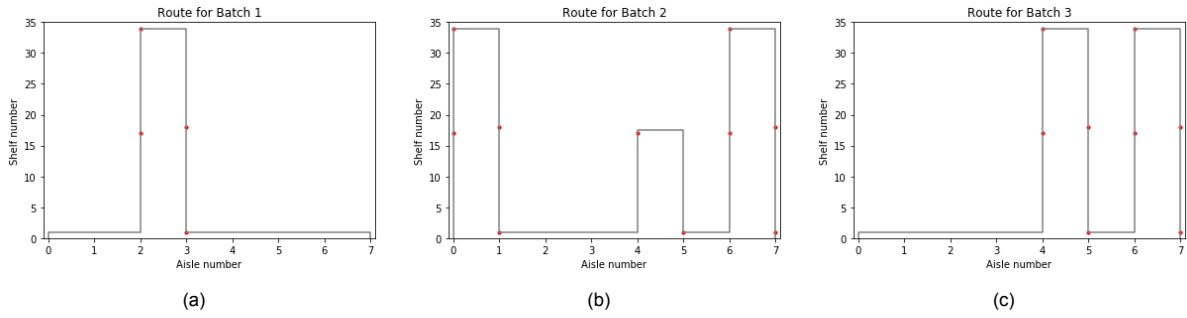 Route for Batch 1
35
30
25
20
15
10
5
0
Shelf number
0 1 2 3 4 5 6 7
Aisle number
(a)
Route for Batch 2
35
30
25
20
15
10
5
0
Shelf number
0 1 2 3 4 5 6 7
Aisle number
(b)
Route for Batch 3
35
30
25
20
15
10
5
0
Shelf number
0 1 2 3 4 5 6 7
Aisle number
(c)